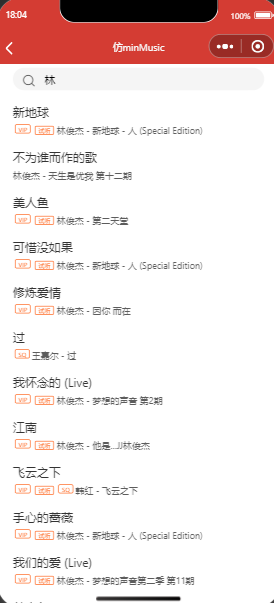 18:04
100%
仿minMusic
林
新地球
VIP 试听 林俊杰 - 新地球 - 人 (Special Edition)
不为谁而作的歌
林俊杰 - 天生是优我 第十二期
美人鱼
VIP 试听 林俊杰 - 第二天堂
可惜没如果
VIP 试听 林俊杰 - 新地球 - 人 (Special Edition)
修炼爱情
VIP 试听 林俊杰 - 因你 而在
过
SQ 王嘉尔 - 过
我怀念的 (Live)
VIP 试听 林俊杰 - 梦想的声音 第2期
江南
VIP 试听 林俊杰 - 他是...JJ林俊杰
飞云之下
VIP 试听 SQ 韩红 - 飞云之下
手心的蔷薇
VIP 试听 林俊杰 - 新地球 - 人 (Special Edition)
我们的爱 (Live)
VIP 试听 林俊杰 - 梦想的声音第二季 第11期